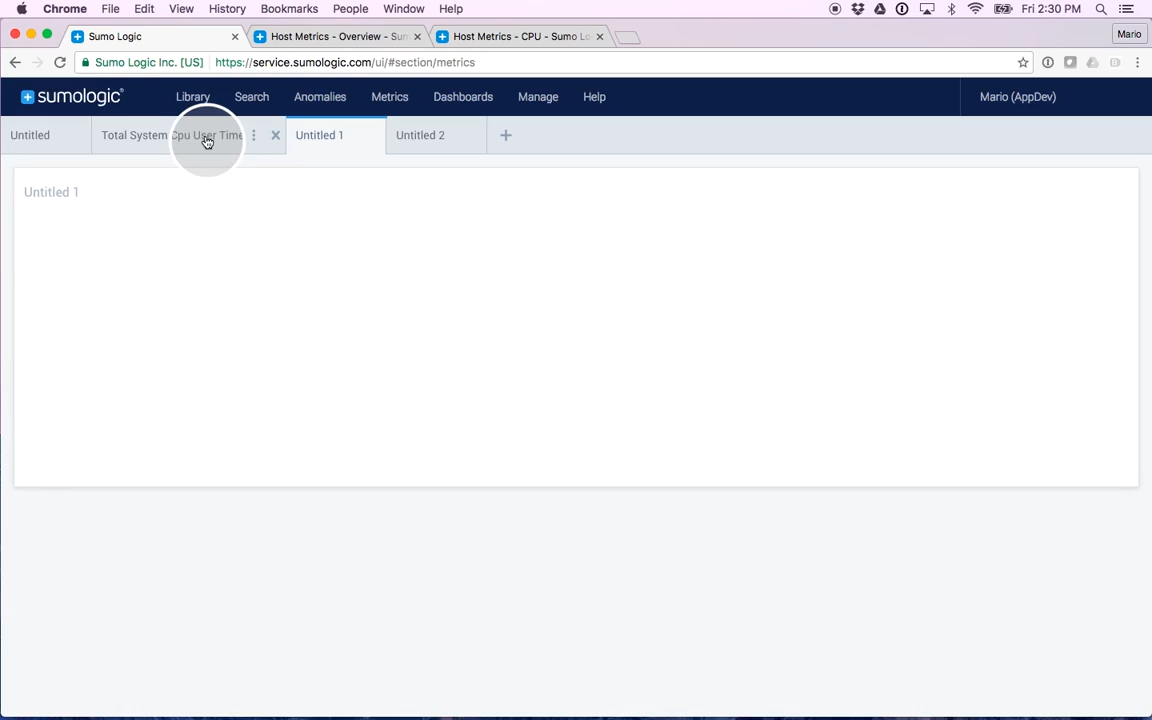 Chrome File Edit View History Bookmarks People Window Help Fri 2:30 PM
Sumo Logic Host Metrics - Overview - Sum Host Metrics - CPU - Sumo Lo Mario
Sumo Logic Inc. [US] https://service.sumologic.com/ui/#section/metrics
sumologic Library Search Anomalies Metrics Dashboards Manage Help Mario (AppDev)
Untitled Total System Cpu User Time Untitled 1 Untitled 2
Untitled 1